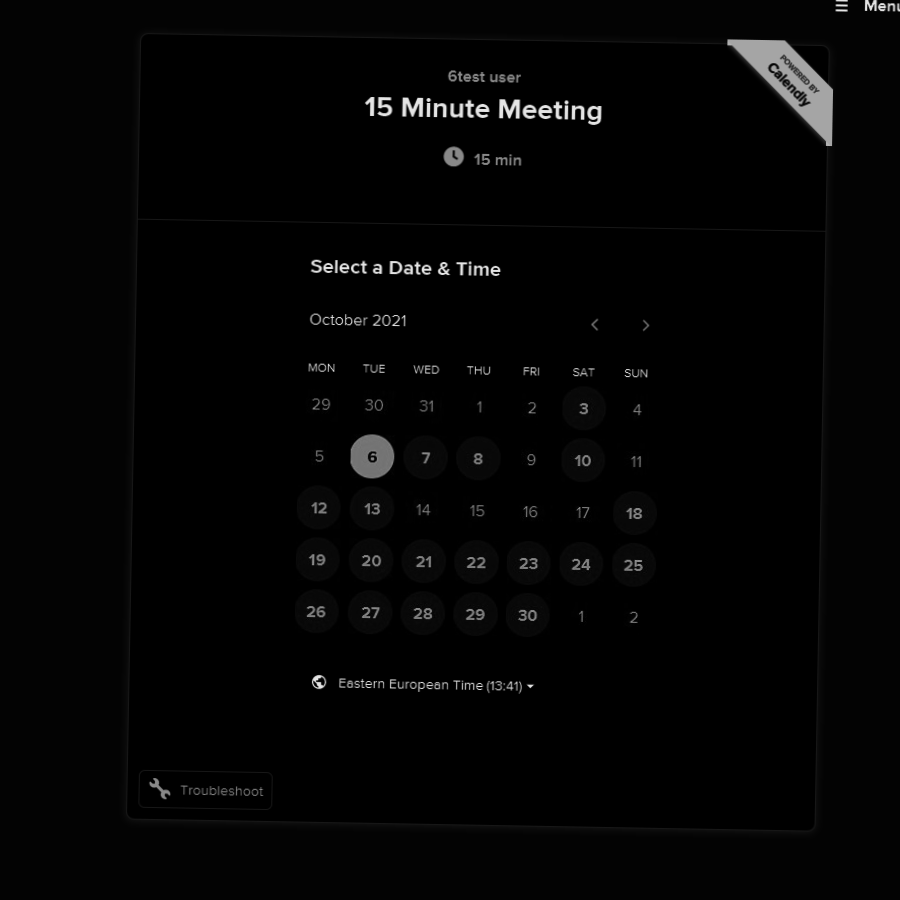 Menu
POWERED BY
Calendly
6test user
15 Minute Meeting
15 min
Select a Date & Time
October 2021
MON TUE WED THU FRI SAT SUN
29 30 31 1 2 3 4
5 6 7 8 9 10 11
12 13 14 15 16 17 18
19 20 21 22 23 24 25
26 27 28 29 30 1 2
Eastern European Time (13:41)
Troubleshoot